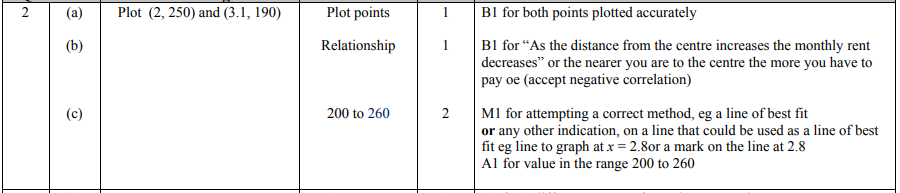 2 (a) Plot (2, 250) and (3.1, 190) Plot points 1 B1 for both points plotted accurately
(b) Relationship 1 B1 for “As the distance from the centre increases the monthly rent
decreases” or the nearer you are to the centre the more you have to
pay oe (accept negative correlation)
(c) 200 to 260 2 M1 for attempting a correct method, eg a line of best fit
or any other indication, on a line that could be used as a line of best
fit eg line to graph at x = 2.8or a mark on the line at 2.8
A1 for value in the range 200 to 260